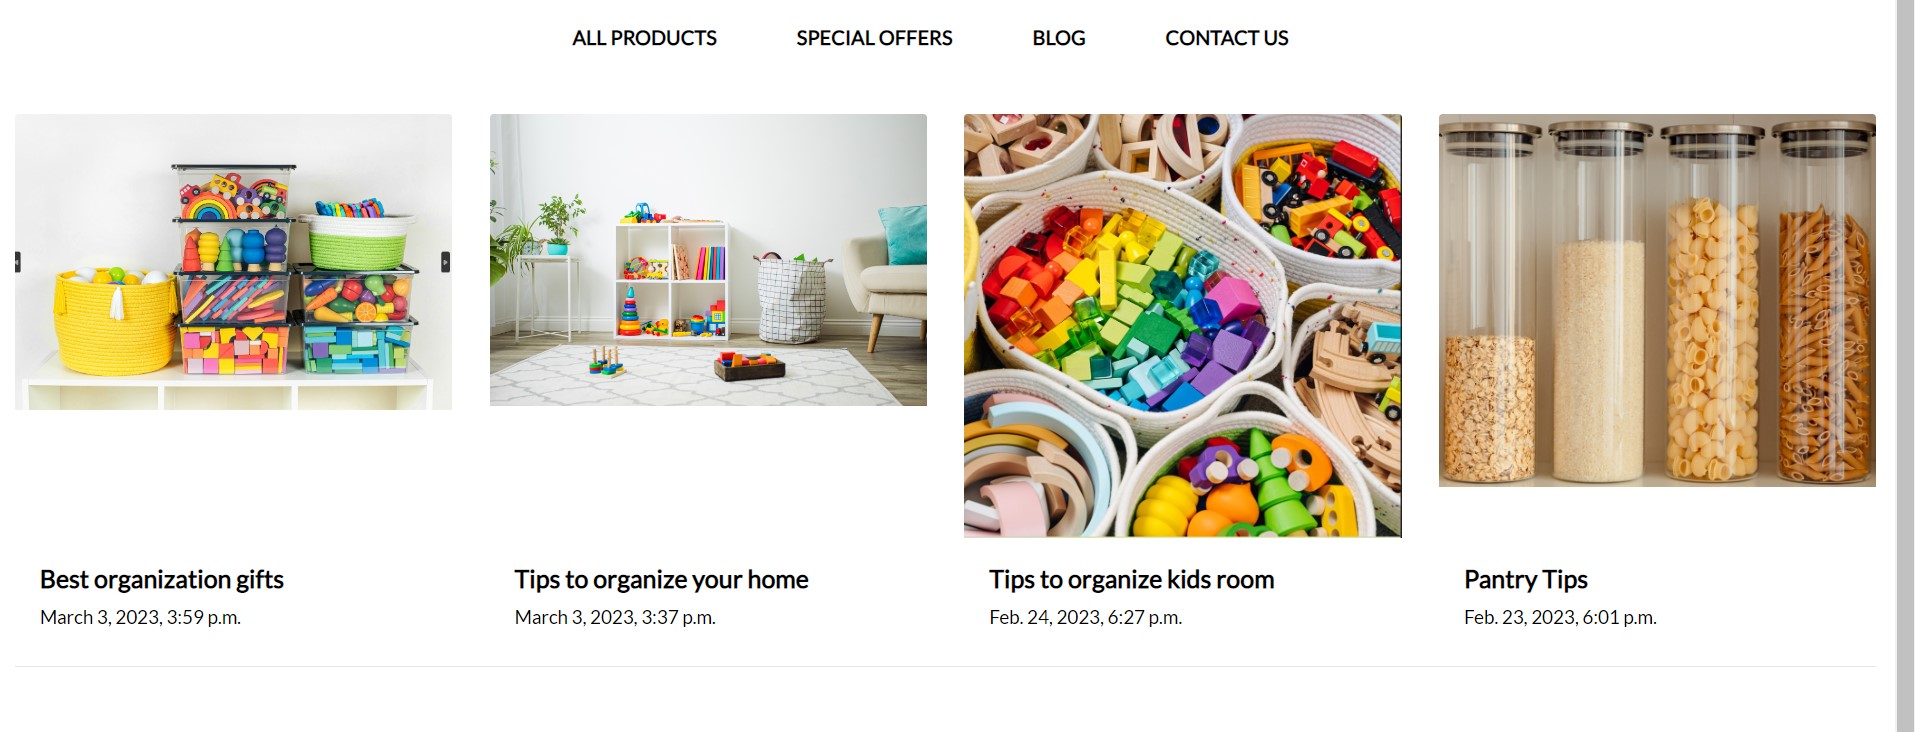 ALL PRODUCTS SPECIAL OFFERS BLOG CONTACT US
Best organization gifts
March 3, 2023, 3:59 p.m.
Tips to organize your home
March 3, 2023, 3:37 p.m.
Tips to organize kids room
Feb. 24, 2023, 6:27 p.m.
Pantry Tips
Feb. 23, 2023, 6:01 p.m.